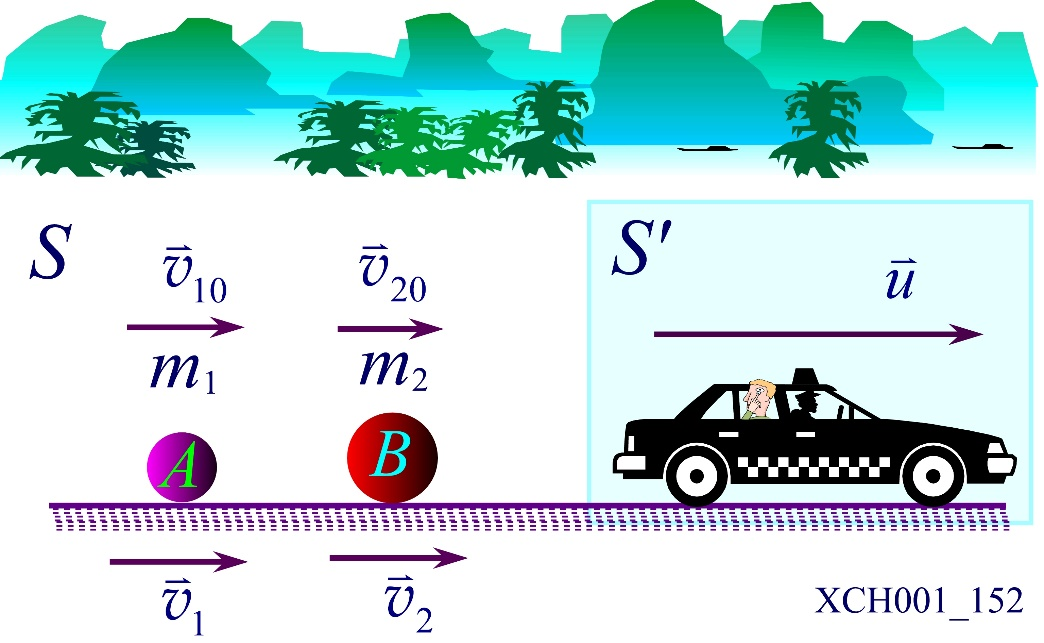 S
v⃗₁₀
v⃗₂₀
S′
u⃗
m₁
m₂
A
B
v⃗₁
v⃗₂
XCH001_152